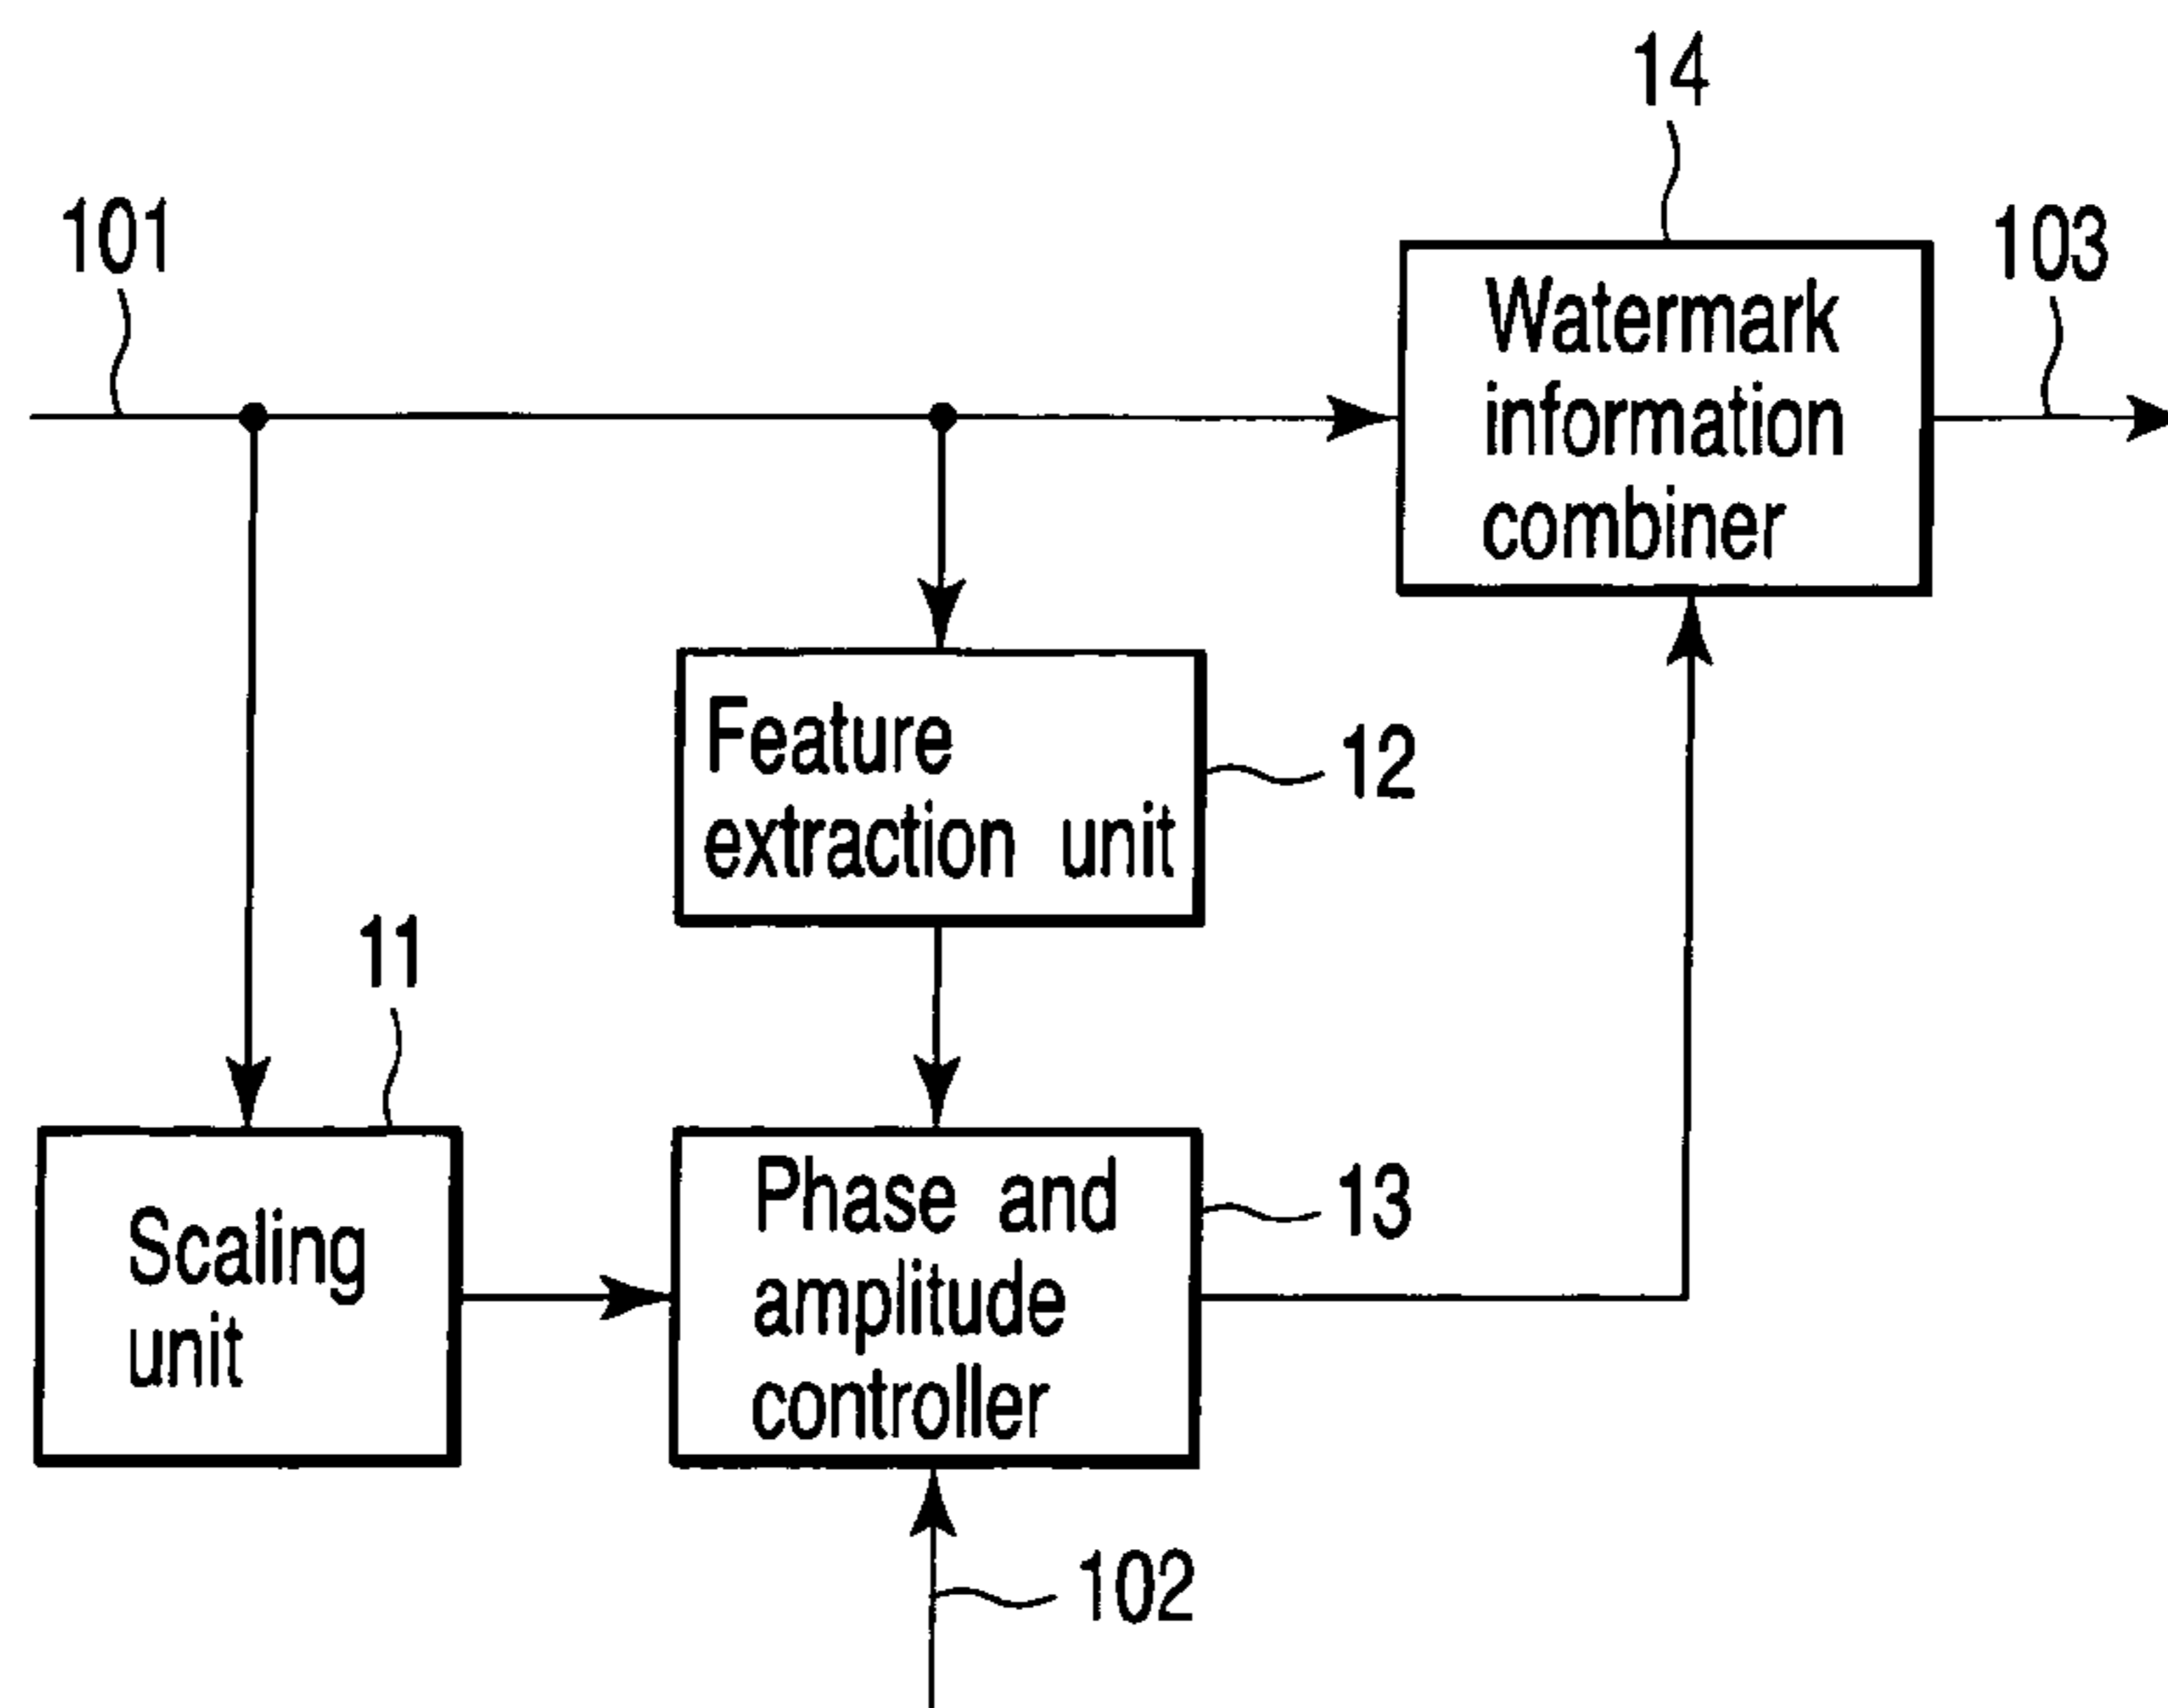 14
101
103
Watermark
information
combiner
Feature
extraction unit
12
11
Scaling
unit
Phase and
amplitude
controller
13
102